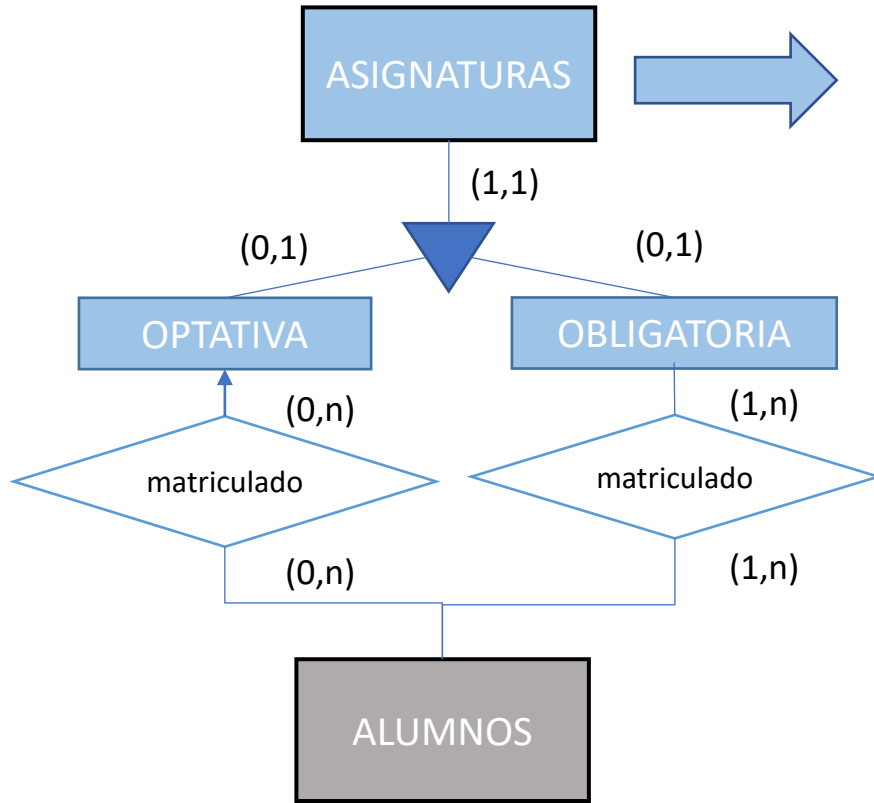 ASIGNATURAS
(1,1)
(0,1)
(0,1)
OPTATIVA
OBLIGATORIA
(0,n)
(1,n)
matriculado
matriculado
(0,n)
(1,n)
ALUMNOS